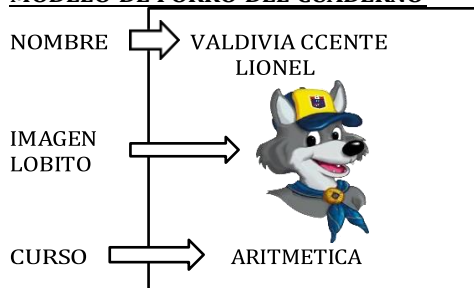 MODELO DE FORRO DEL CUADERNO
NOMBRE
VALDIVIA CCENTE
LIONEL
IMAGEN
LOBITO
CURSO
ARITMETICA